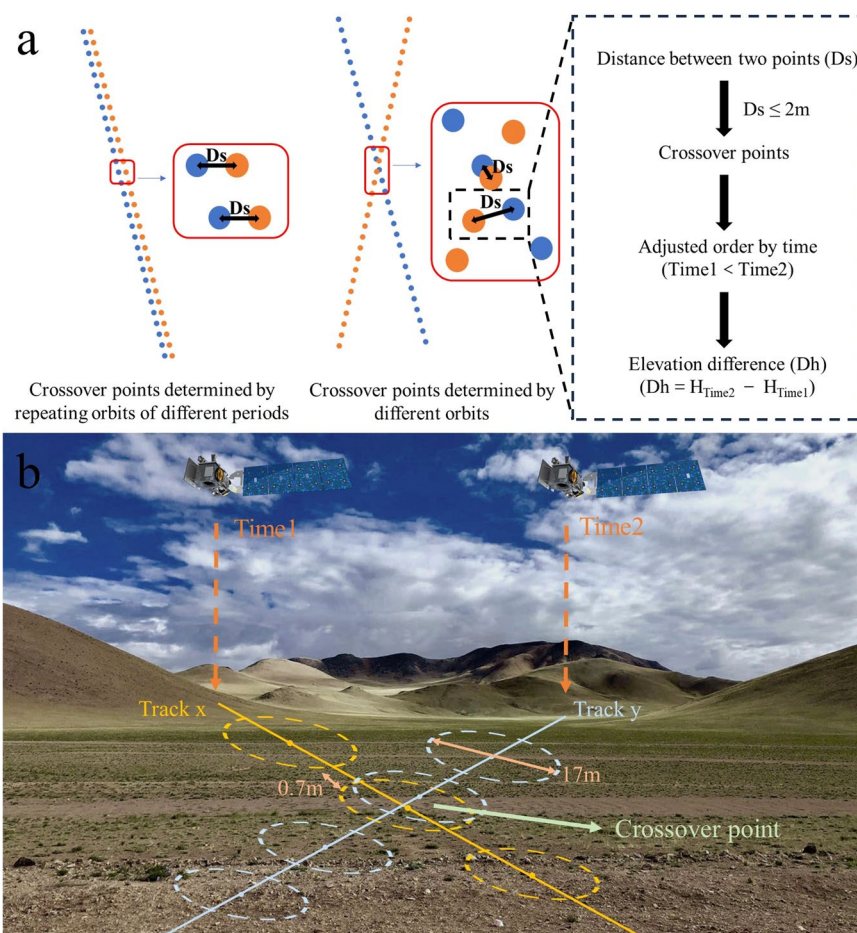 a
Ds
Ds
Crossover points determined by
repeating orbits of different periods
Ds
Ds
Crossover points determined by
different orbits
Distance between two points (Ds)
Ds ≤ 2m
Crossover points
Adjusted order by time
(Time1 < Time2)
Elevation difference (Dh)
(Dh = HTime2 − HTime1)
b
Time1
Time2
Track x
Track y
0.7m
17m
Crossover point